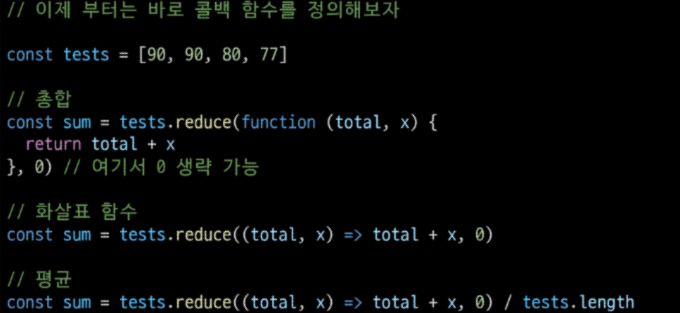 // 이제 부터는 바로 콜백 함수를 정의해보자
const tests = [90, 90, 80, 77]
// 총합
const sum = tests.reduce(function (total, x) {
return total + x
}, 0) // 여기서 0 생략 가능
// 화살표 함수
const sum = tests.reduce((total, x) => total + x, 0)
// 평균
const sum = tests.reduce((total, x) => total + x, 0) / tests.length